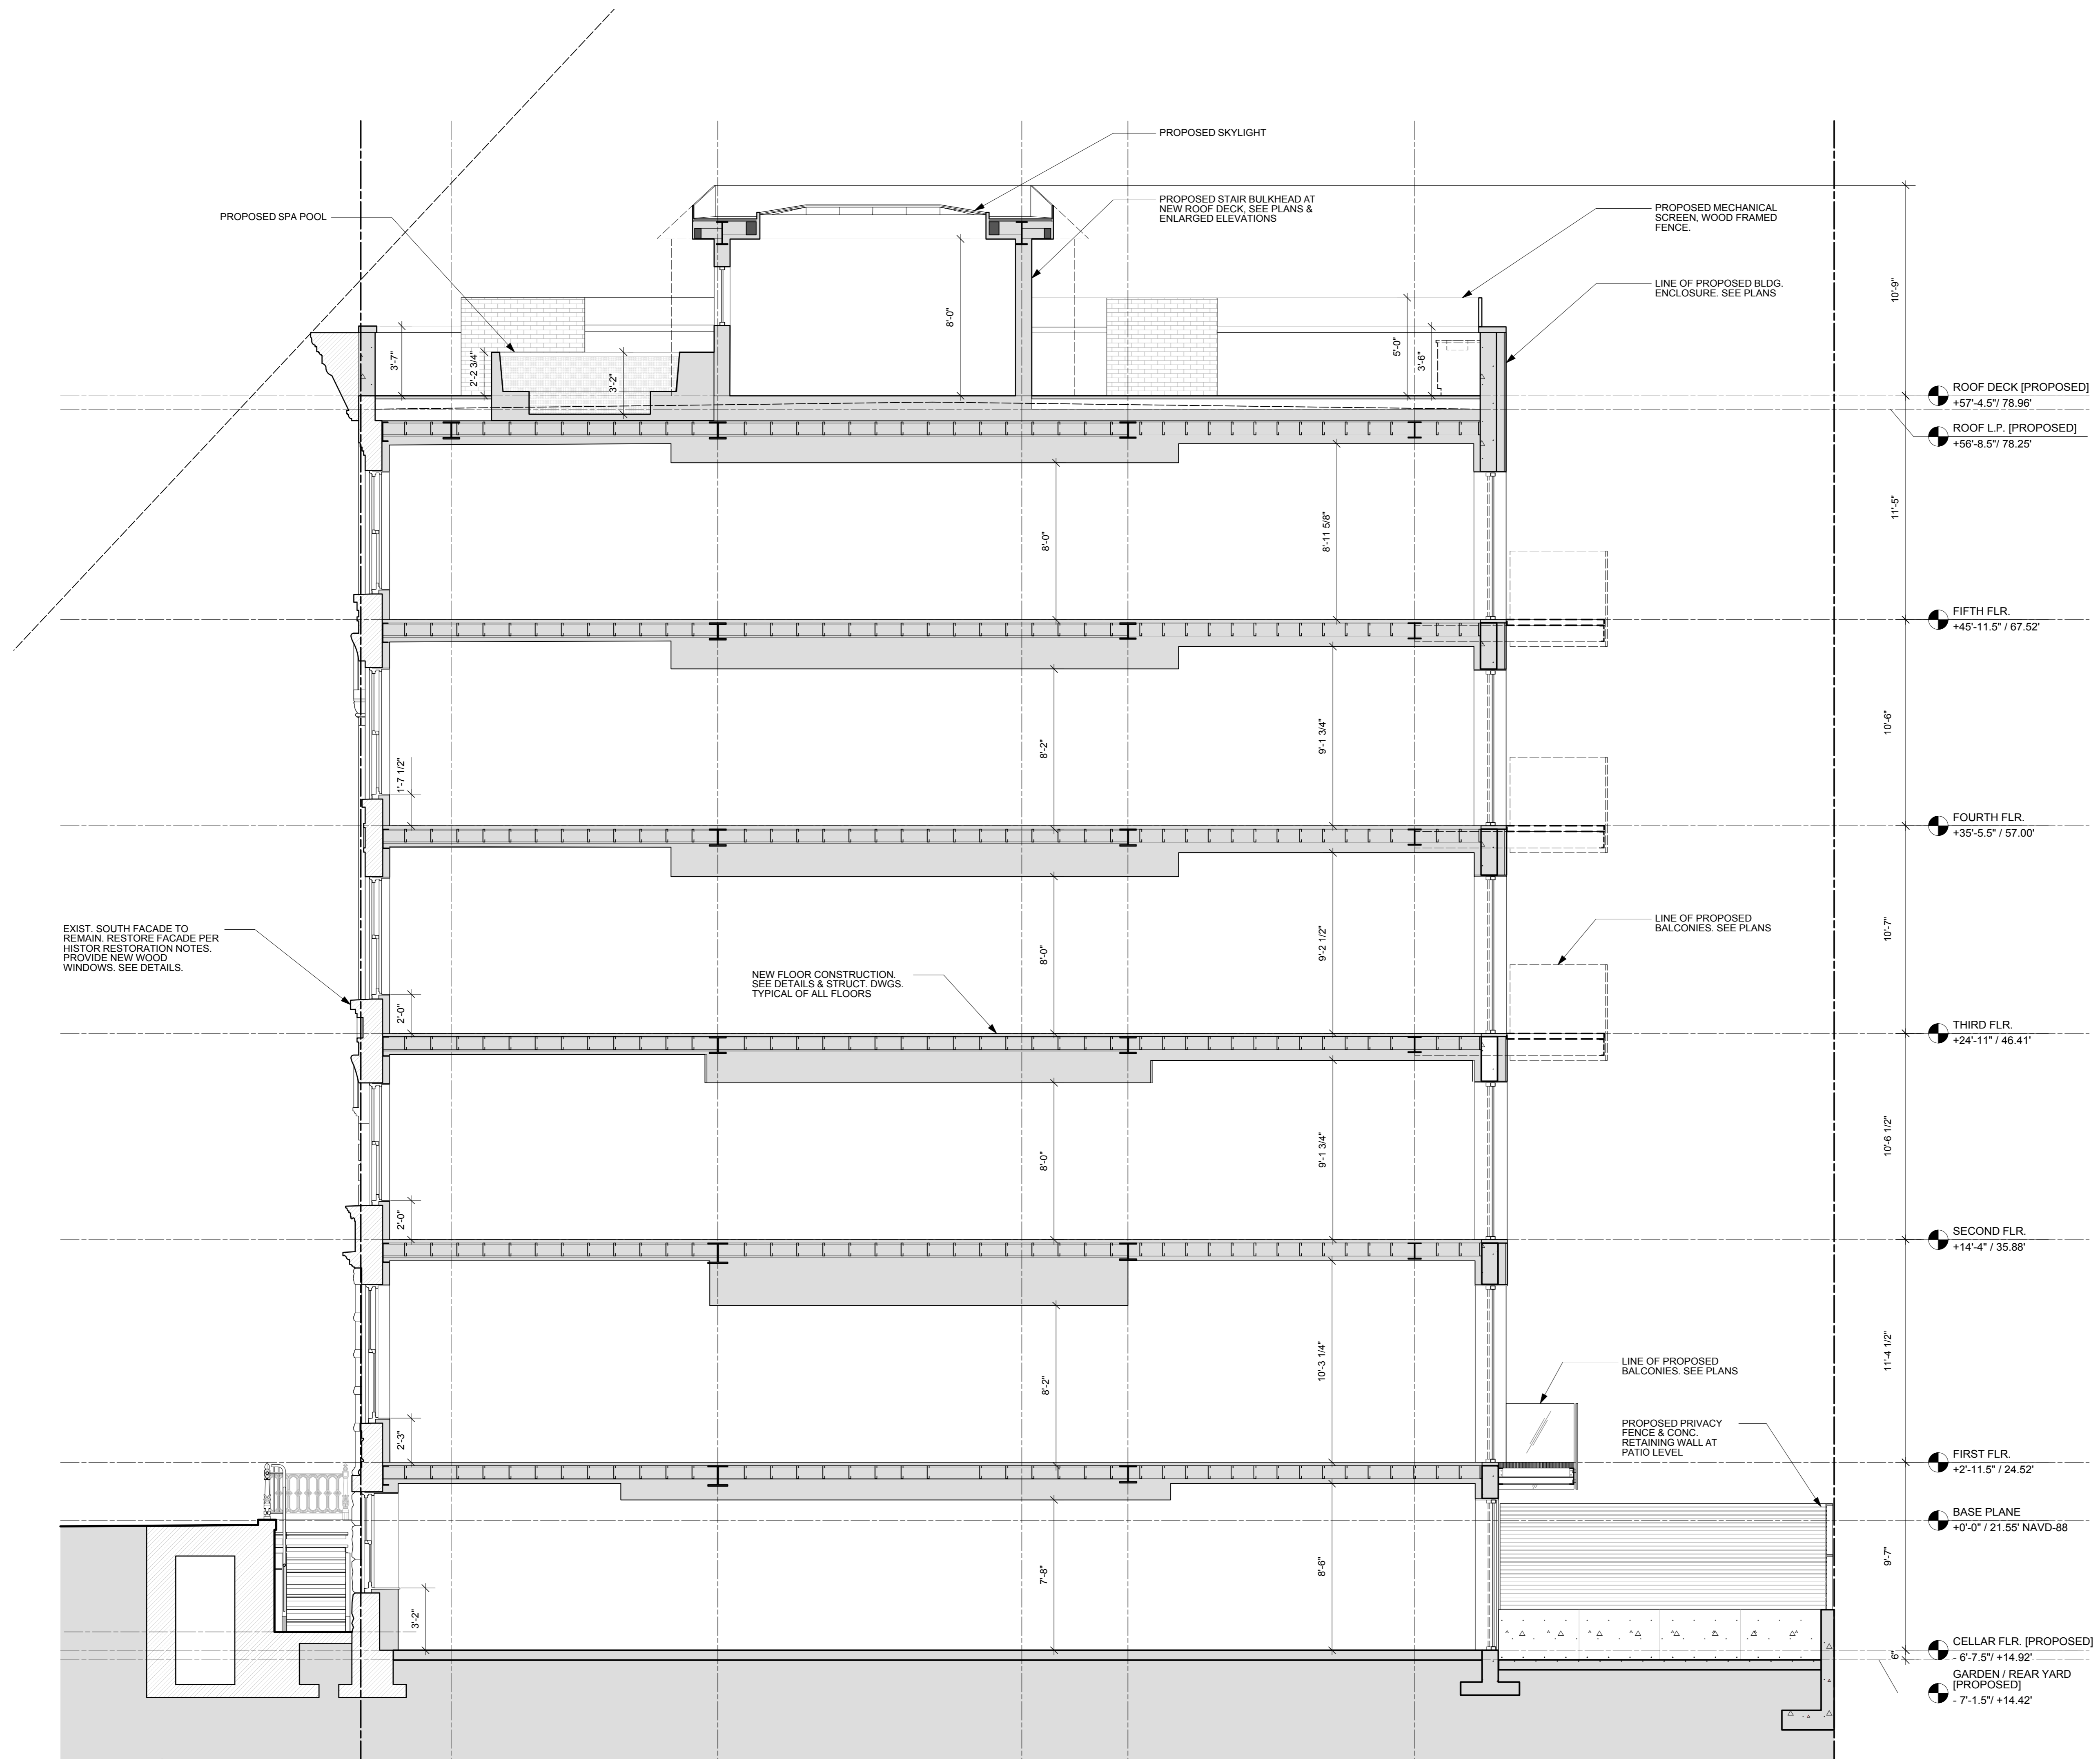 PROPOSED SKYLIGHT
PROPOSED SPA POOL
PROPOSED STAIR BULKHEAD AT
NEW ROOF DECK, SEE PLANS &
ENLARGED ELEVATIONS
PROPOSED MECHANICAL
SCREEN, WOOD FRAMED
FENCE.
LINE OF PROPOSED BLDG.
ENCLOSURE. SEE PLANS
10'-9"
8'-0"
3'-7"
2'-2 3/4"
3'-2"
5'-0"
3'-6"
ROOF DECK [PROPOSED]
+57'-4.5"/ 78.96'
ROOF L.P. [PROPOSED]
+56'-8.5"/ 78.25'
8'-0"
8'-11 5/8"
11'-5"
FIFTH FLR.
+45'-11.5" / 67.52'
1'-7 1/2"
8'-2"
9'-1 3/4"
10'-6"
FOURTH FLR.
+35'-5.5" / 57.00'
EXIST. SOUTH FACADE TO
REMAIN. RESTORE FACADE PER
HISTOR RESTORATION NOTES.
PROVIDE NEW WOOD
WINDOWS. SEE DETAILS.
2'-0"
NEW FLOOR CONSTRUCTION.
SEE DETAILS & STRUCT. DWGS.
TYPICAL OF ALL FLOORS
8'-0"
9'-2 1/2"
LINE OF PROPOSED
BALCONIES. SEE PLANS
10'-7"
THIRD FLR.
+24'-11" / 46.41'
2'-0"
8'-0"
9'-1 3/4"
10'-6 1/2"
SECOND FLR.
+14'-4" / 35.88'
2'-3"
8'-2"
10'-3 1/4"
LINE OF PROPOSED
BALCONIES. SEE PLANS
11'-4 1/2"
PROPOSED PRIVACY
FENCE & CONC.
RETAINING WALL AT
PATIO LEVEL
FIRST FLR.
+2'-11.5" / 24.52'
BASE PLANE
+0'-0" / 21.55' NAVD-88
3'-2"
7'-8"
8'-6"
9'-7"
CELLAR FLR. [PROPOSED]
- 6'-7.5"/ +14.92'
6"
GARDEN / REAR YARD
[PROPOSED]
- 7'-1.5"/ +14.42'